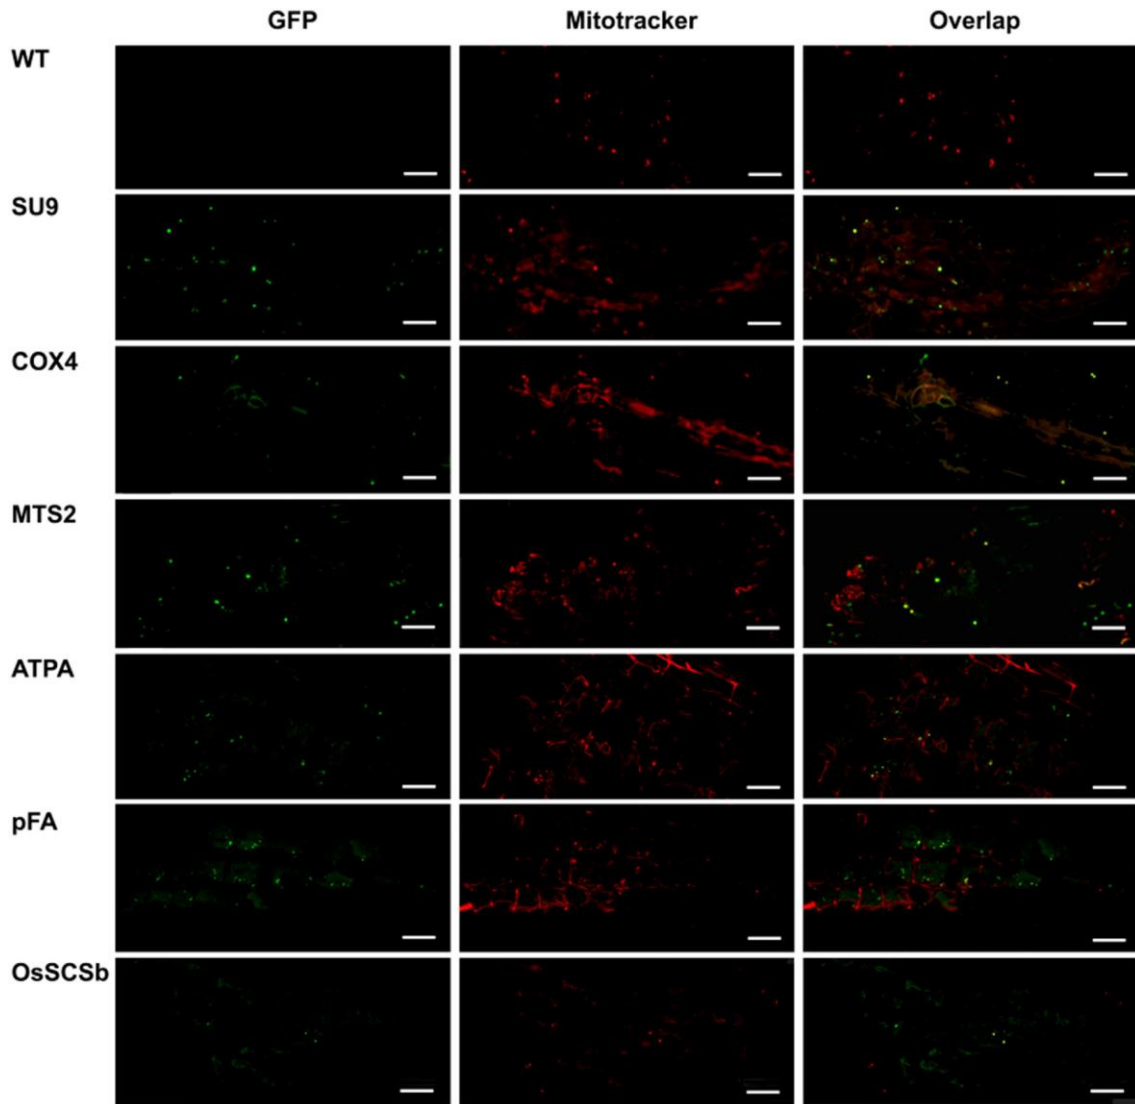 GFP Mitotracker Overlap
WT
SU9
COX4
MTS2
ATPA
pFA
OsSCSb